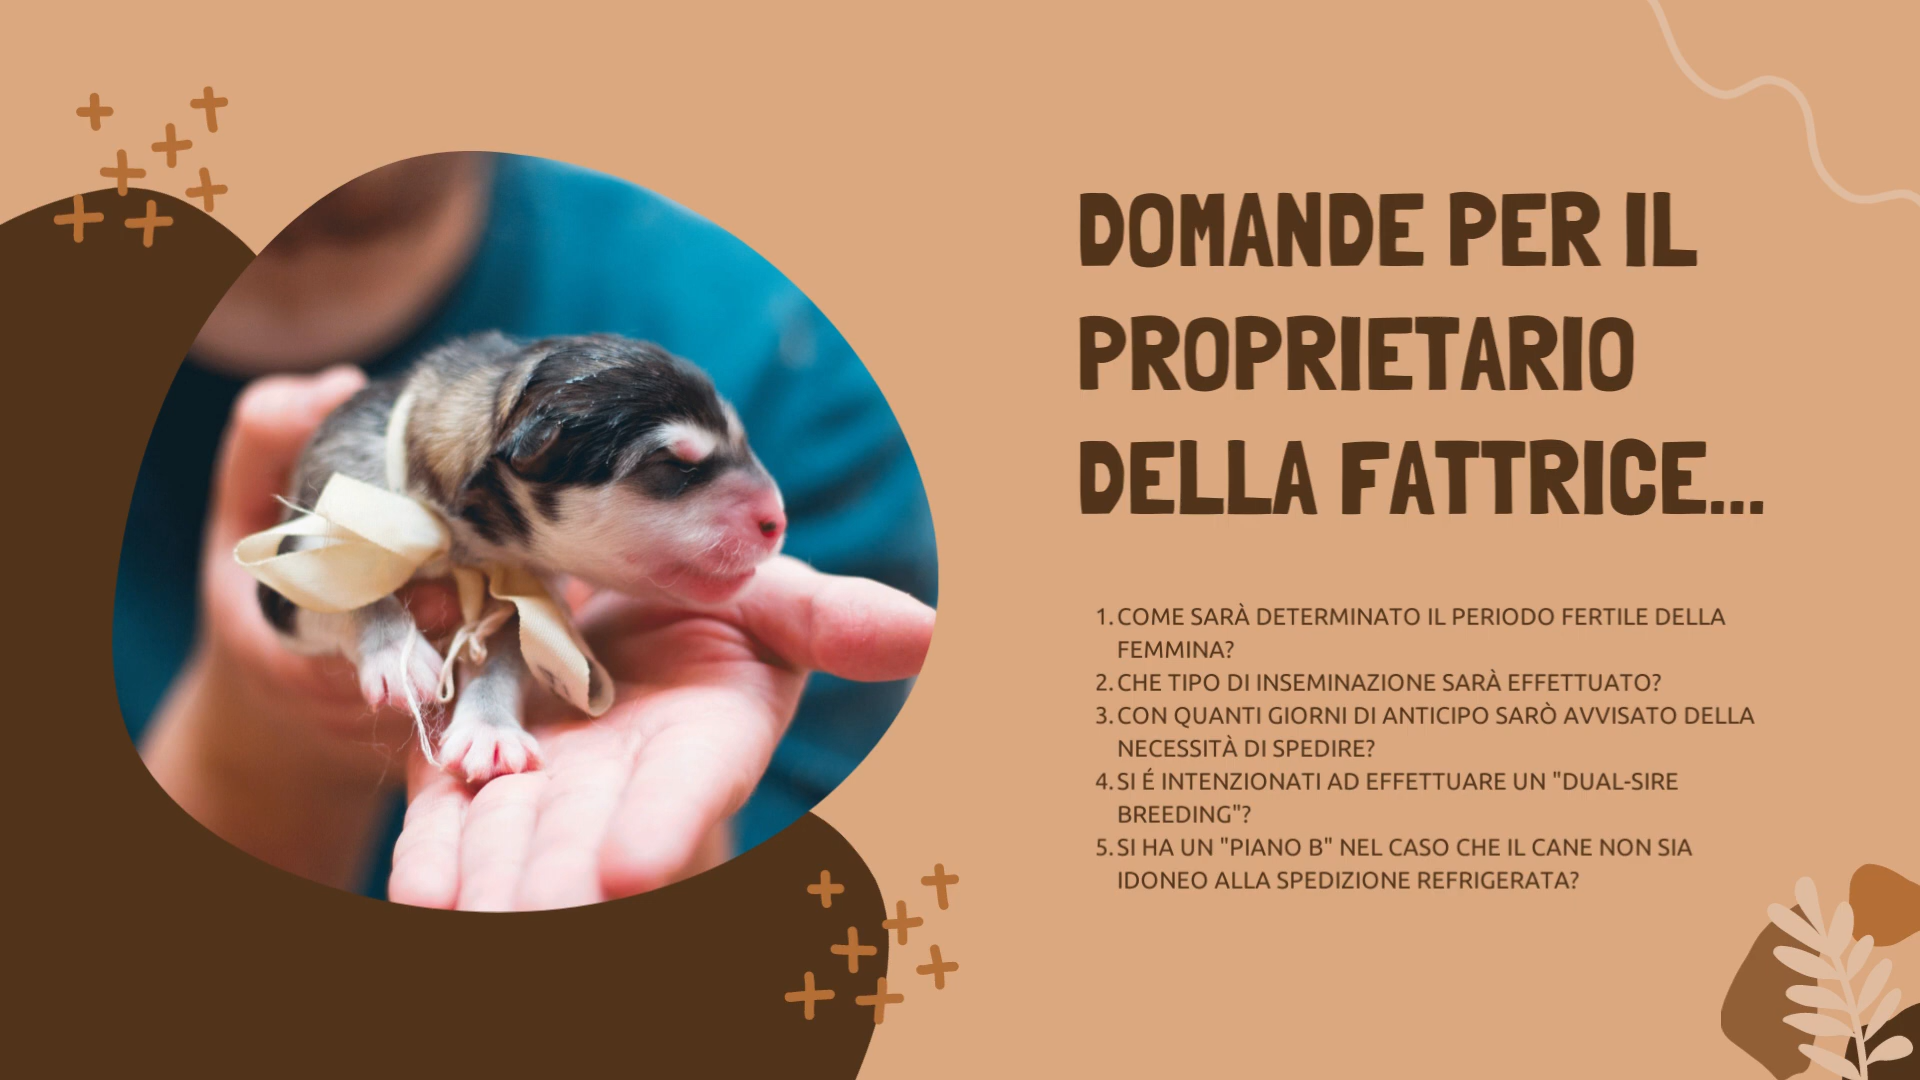 DOMANDE PER IL
PROPRIETARIO
DELLA FATTRICE...
1. COME SARÀ DETERMINATO IL PERIODO FERTILE DELLA
FEMMINA?
2. CHE TIPO DI INSEMINAZIONE SARÀ EFFETTUATO?
3. CON QUANTI GIORNI DI ANTICIPO SARÒ AVVISATO DELLA
NECESSITÀ DI SPEDIRE?
4. SI É INTENZIONATI AD EFFETTUARE UN "DUAL-SIRE
BREEDING"?
5. SI HA UN "PIANO B" NEL CASO CHE IL CANE NON SIA
IDONEO ALLA SPEDIZIONE REFRIGERATA?